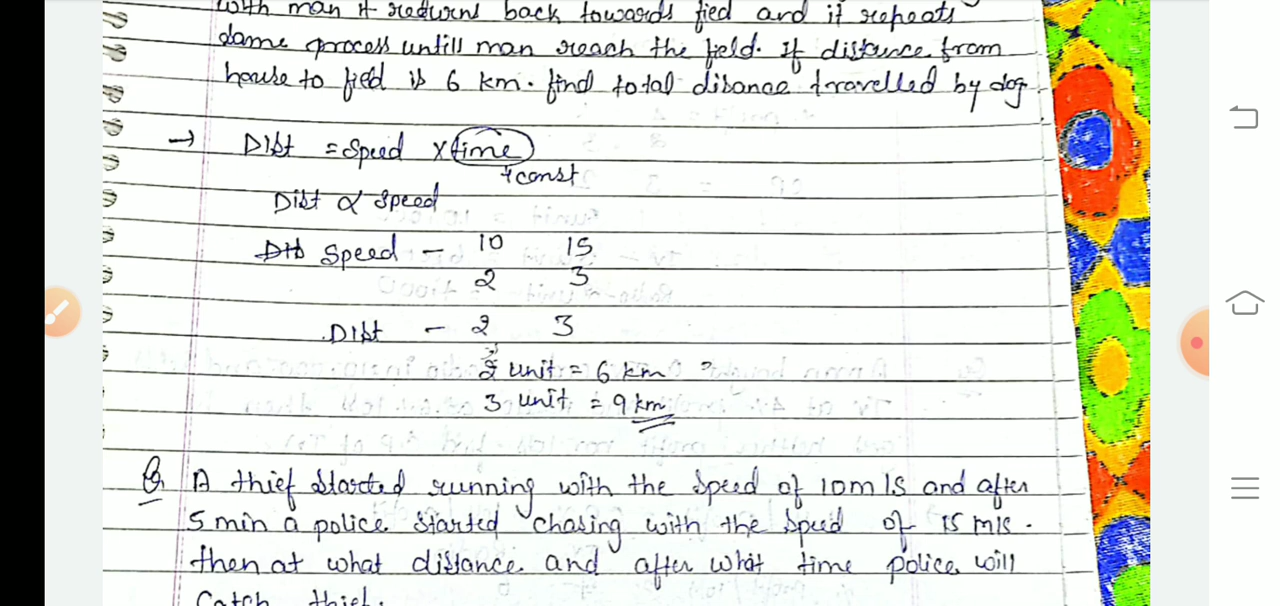 with man it returns back towards fied and it repeats
dame process untill man reach the field. If distance from
house to fied is 6 km. find total disance travelled by dog.
→ Dist = Speed × time
→ const
Dist ∝ speed
Speed — 10 15
2 3
Dist — 2 3
2 unit = 6 km
3 unit = 9 km
Q. A thief started running with the speed of 10 m/s and after
5 min a police started chasing with the speed of 15 m/s.
then at what distance and after what time police will
Catch thief.